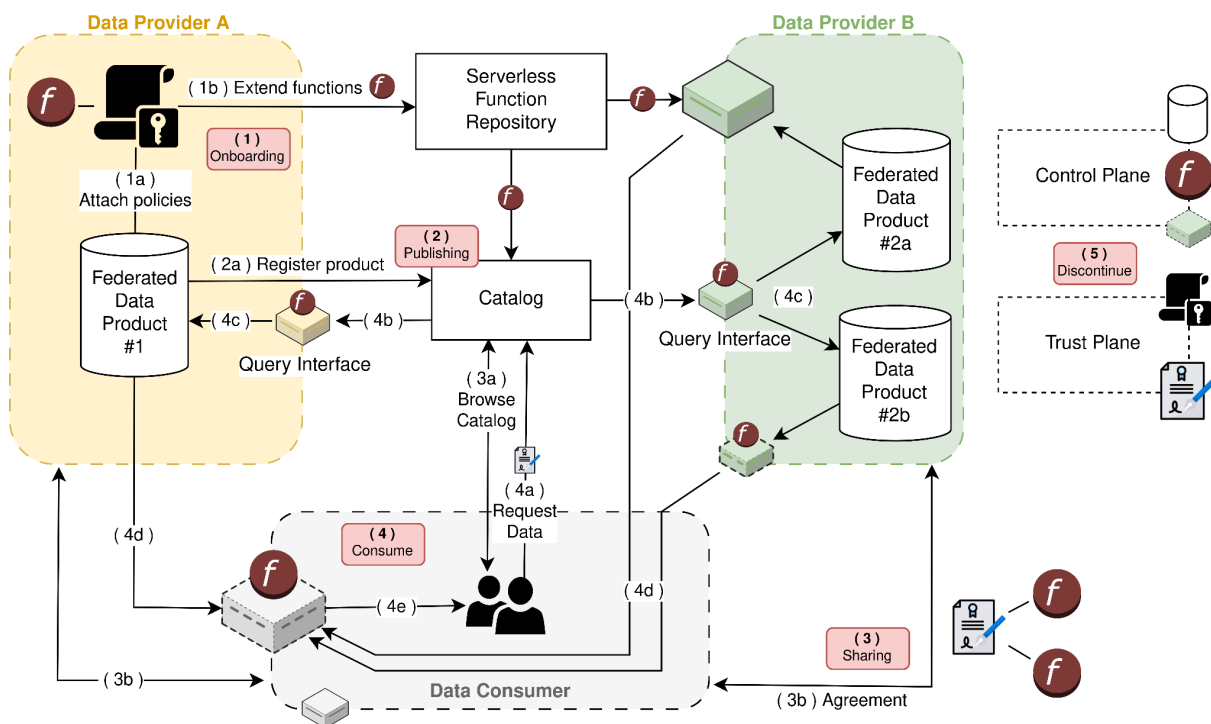 Data Provider A
Data Provider B
f
( 1b ) Extend functions f
Serverless
Function
Repository
f
( 1 )
Onboarding
( 1a )
Attach policies
f
Federated
Data
Product
#2a
Control Plane
f
( 2 )
Publishing
( 2a ) Register product
Federated
Data
Product
#1
( 4c )
f
( 4b )
Query Interface
Catalog
( 4b )
f
( 4c )
Query Interface
( 5 )
Discontinue
Federated
Data
Product
#2b
Trust Plane
( 3a )
Browse
Catalog
f
( 4a )
Request
Data
( 4d )
( 4 )
Consume
f
( 4e )
( 4d )
f
f
( 3 )
Sharing
( 3b )
Data Consumer
( 3b ) Agreement